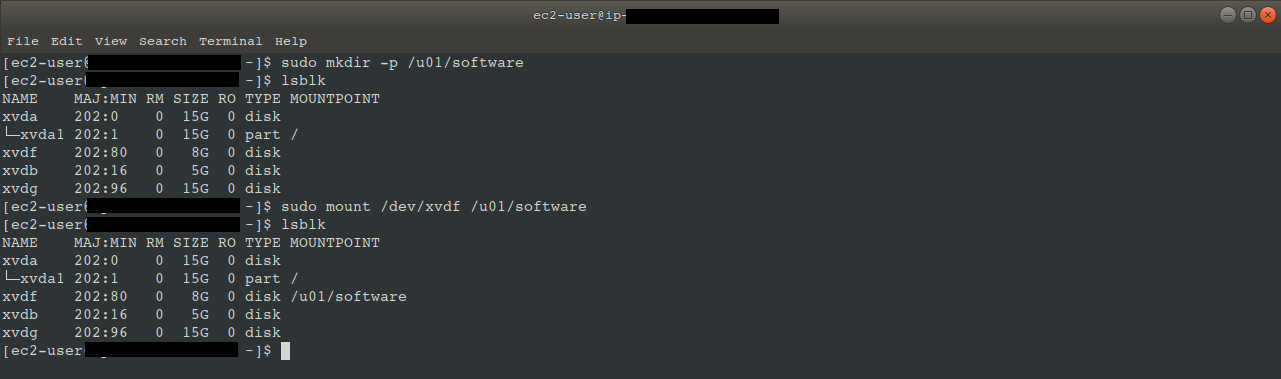 ec2-user@ip-
File Edit View Search Terminal Help
[ec2-user@ ~]$ sudo mkdir -p /u01/software
[ec2-user@ ~]$ lsblk
NAME    MAJ:MIN RM SIZE RO TYPE MOUNTPOINT
xvda    202:0    0  15G  0 disk
└─xvda1 202:1    0  15G  0 part /
xvdf    202:80   0   8G  0 disk
xvdb    202:16   0   5G  0 disk
xvdg    202:96   0  15G  0 disk
[ec2-user@ ~]$ sudo mount /dev/xvdf /u01/software
[ec2-user@ ~]$ lsblk
NAME    MAJ:MIN RM SIZE RO TYPE MOUNTPOINT
xvda    202:0    0  15G  0 disk
└─xvda1 202:1    0  15G  0 part /
xvdf    202:80   0   8G  0 disk /u01/software
xvdb    202:16   0   5G  0 disk
xvdg    202:96   0  15G  0 disk
[ec2-user@ ~]$